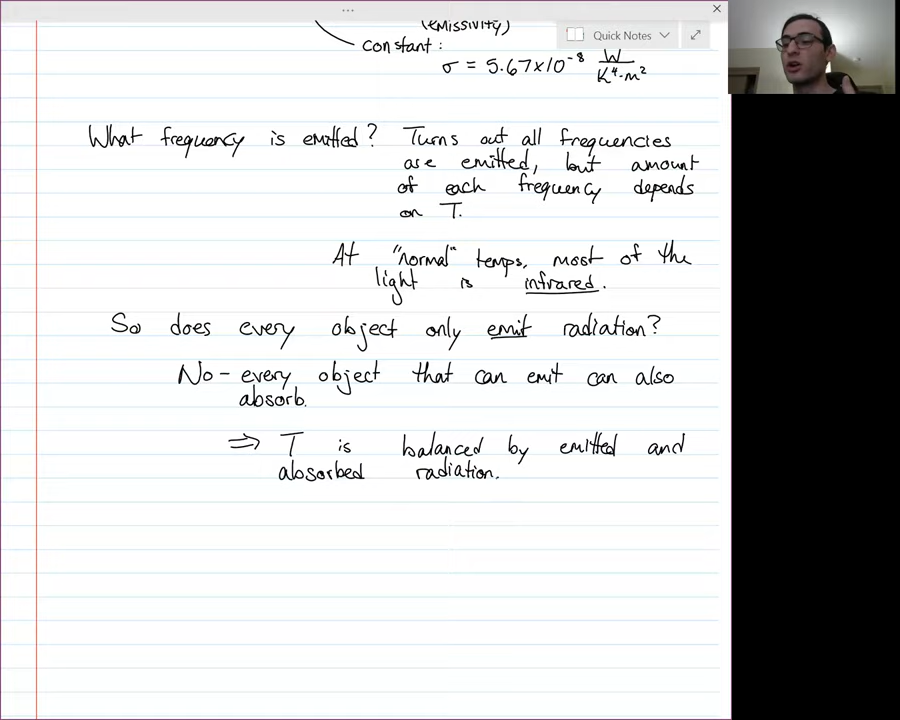 (emissivity)
Quick Notes
constant:
σ = 5.67×10⁻⁸ W/K⁴·m²
What frequency is emitted? Turns out all frequencies
are emitted, but amount
of each frequency depends
on T.
At "normal" temps, most of the
light is infrared.
So does every object only emit radiation?
No - every object that can emit can also
absorb.
⇒ T is balanced by emitted and
absorbed radiation.